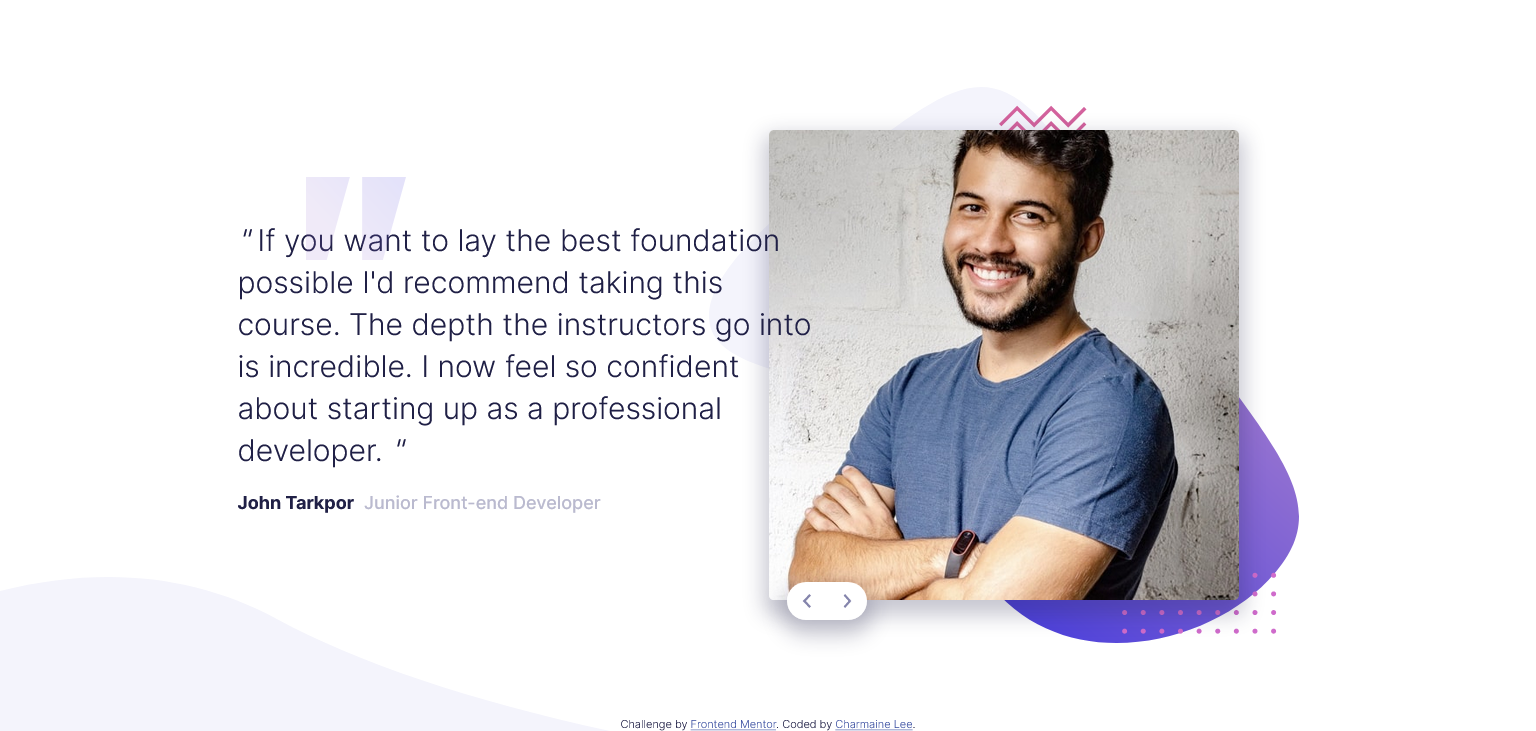 “ If you want to lay the best foundation
possible I'd recommend taking this
course. The depth the instructors go into
is incredible. I now feel so confident
about starting up as a professional
developer. ”
John Tarkpor Junior Front-end Developer
Challenge by Frontend Mentor. Coded by Charmaine Lee.